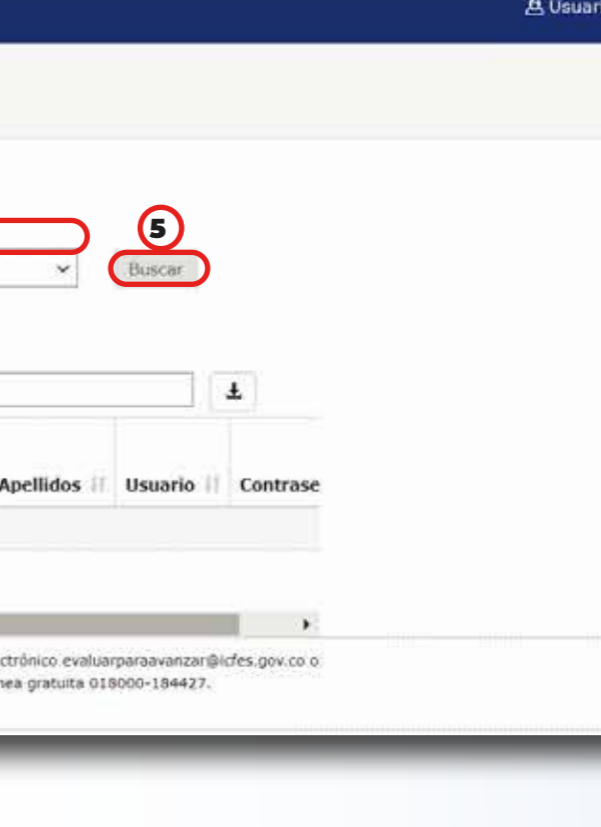 Usuar
5
Buscar
Apellidos Usuario Contrase
ctrónico evaluarparaavanzar@icfes.gov.co o
nea gratuita 018000-184427.